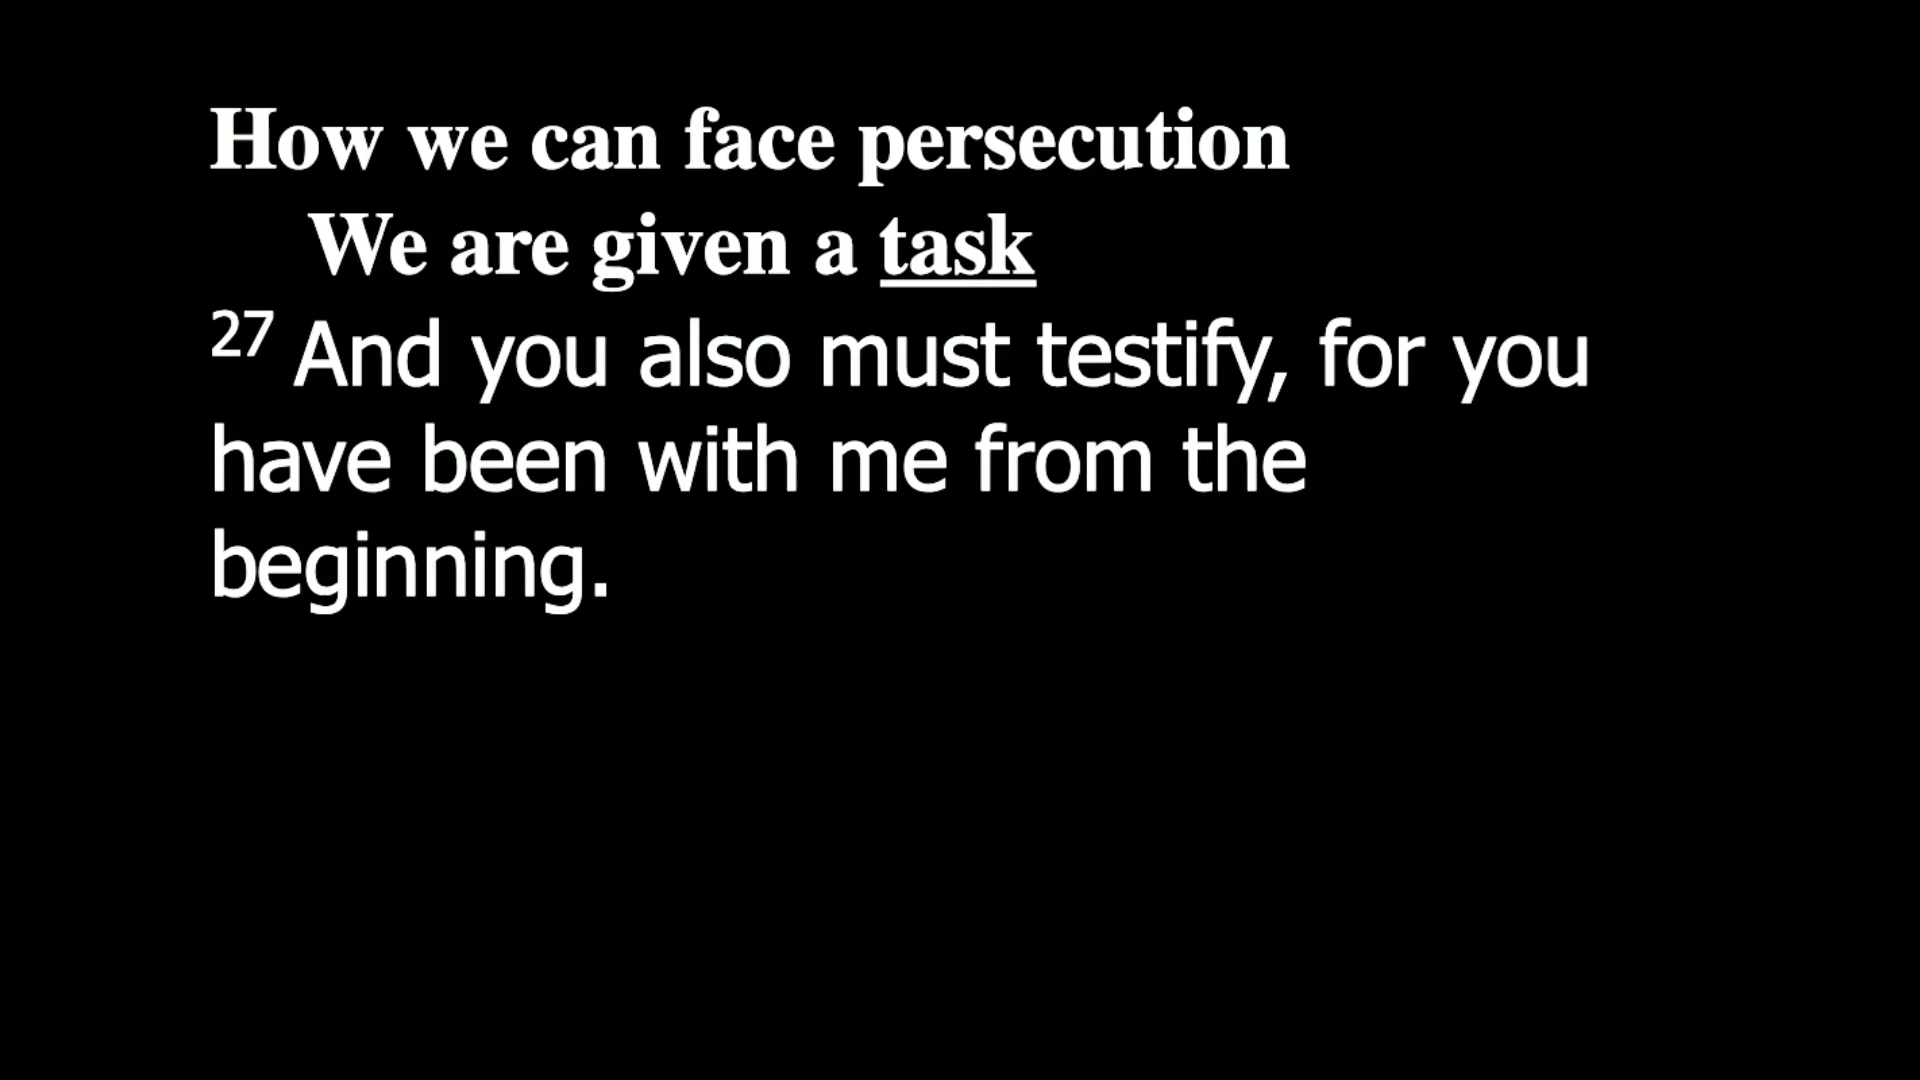 How we can face persecution
We are given a task
27 And you also must testify, for you
have been with me from the
beginning.